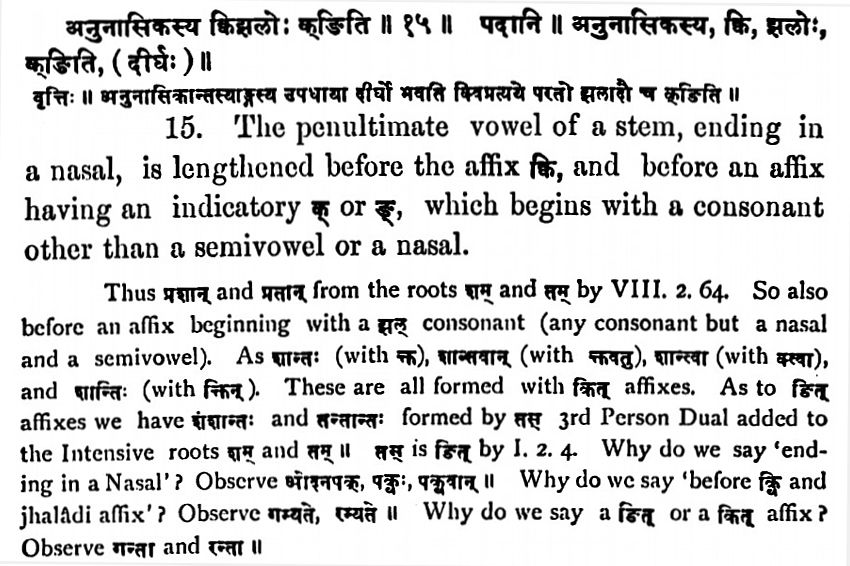 अनुनासिकस्य क्विझलोः क्ङिति ॥ १५ ॥ पदानि ॥ अनुनासिकस्य, क्वि, झलोः,
क्ङिति, ( दीर्घः ) ॥
वृत्तिः ॥ अनुनासिकान्तस्याङ्गस्य उपधाया दीर्घो भवति क्विप्रत्यये परतो झलादौ च क्ङिति ॥
15. The penultimate vowel of a stem, ending in
a nasal, is lengthened before the affix क्वि, and before an affix
having an indicatory क् or ङ्, which begins with a consonant
other than a semivowel or a nasal.
Thus प्रशान् and प्रतान् from the roots शम् and तम् by VIII. 2. 64. So also
before an affix beginning with a झल् consonant (any consonant but a nasal
and a semivowel). As शान्तः (with क्त), शान्तवान् (with क्तवतु), शान्त्वा (with क्त्वा),
and शान्तिः (with क्तिन्). These are all formed with कित् affixes. As to ङित्
affixes we have शंशान्तः and तन्तान्तः formed by तस् 3rd Person Dual added to
the Intensive roots शम् and तम् ॥ तस् is ङित् by I. 2. 4. Why do we say 'end-
ing in a Nasal'? Observe ओदनपक्, पक्वः, पक्ववान् ॥ Why do we say 'before क्वि and
jhalâdi affix'? Observe गम्यते, रम्यते ॥ Why do we say a ङित् or a कित् affix?
Observe गन्ता and रन्ता ॥